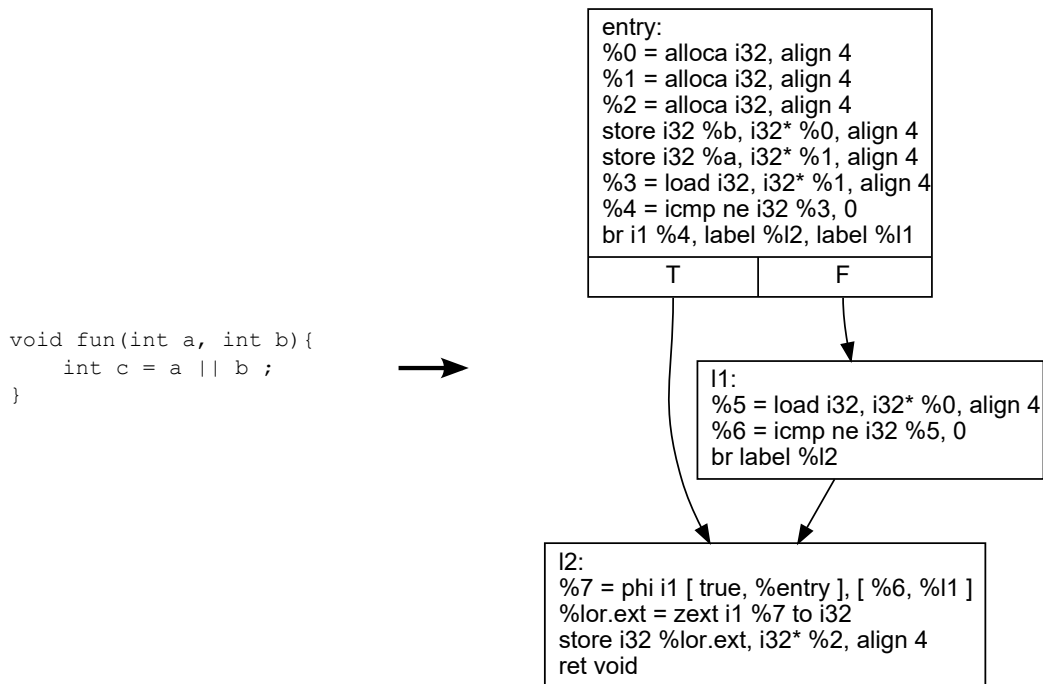 void fun(int a, int b){
    int c = a || b ;
}
entry:
%0 = alloca i32, align 4
%1 = alloca i32, align 4
%2 = alloca i32, align 4
store i32 %b, i32* %0, align 4
store i32 %a, i32* %1, align 4
%3 = load i32, i32* %1, align 4
%4 = icmp ne i32 %3, 0
br i1 %4, label %l2, label %l1
T F
l1:
%5 = load i32, i32* %0, align 4
%6 = icmp ne i32 %5, 0
br label %l2
l2:
%7 = phi i1 [ true, %entry ], [ %6, %l1 ]
%lor.ext = zext i1 %7 to i32
store i32 %lor.ext, i32* %2, align 4
ret void